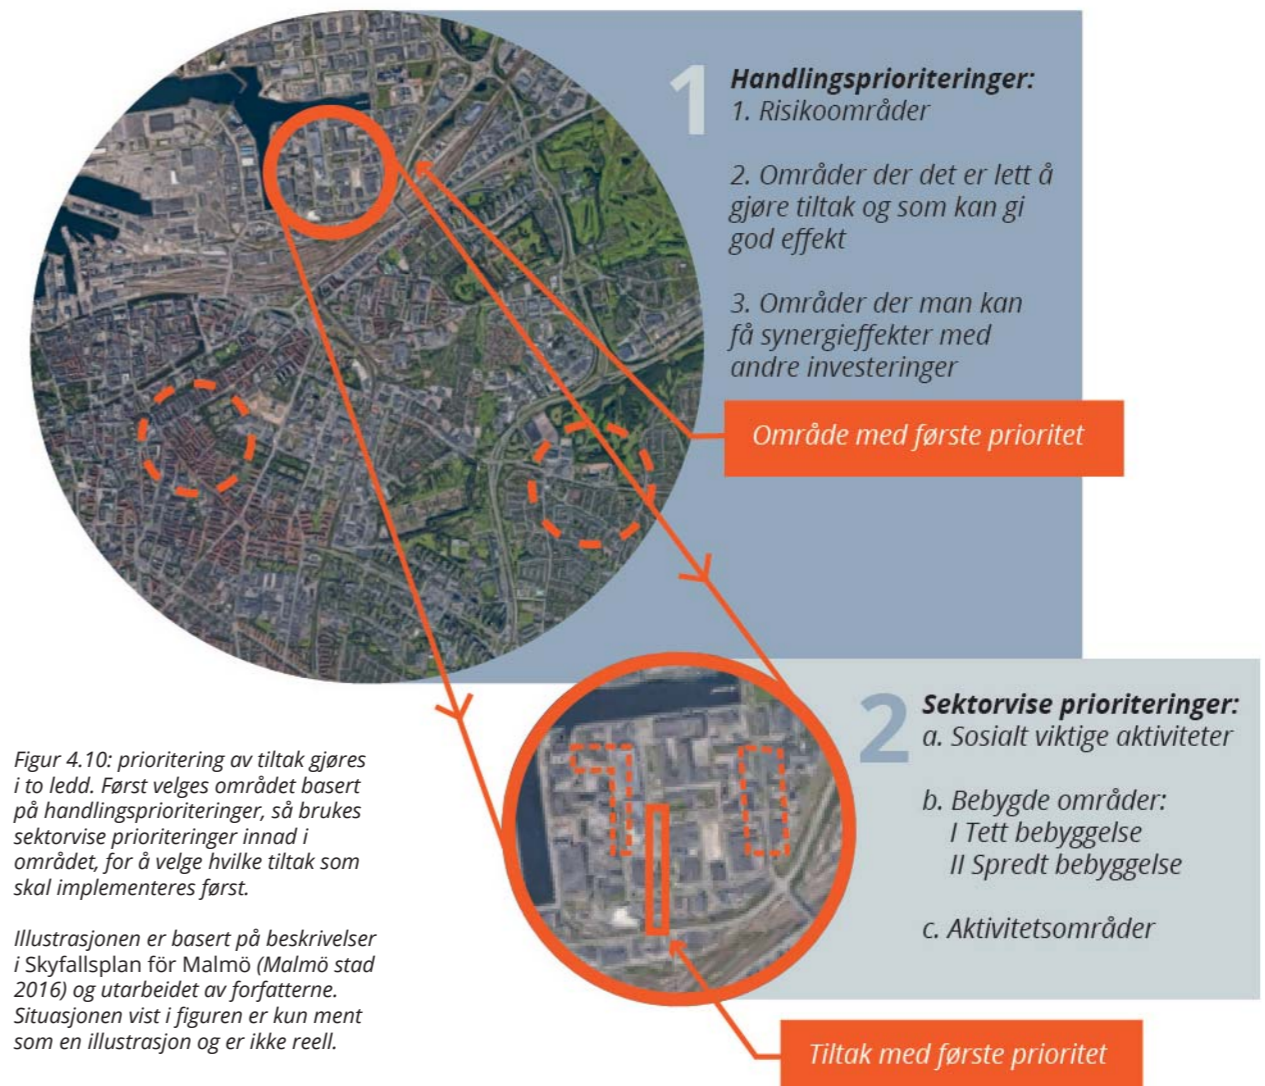 1
Handlingsprioriteringer:
1. Risikoområder
2. Områder der det er lett å
gjøre tiltak og som kan gi
god effekt
3. Områder der man kan
få synergieffekter med
andre investeringer
Område med første prioritet
2
Sektorvise prioriteringer:
a. Sosialt viktige aktiviteter
b. Bebygde områder:
I Tett bebyggelse
II Spredt bebyggelse
c. Aktivitetsområder
Tiltak med første prioritet
Figur 4.10: prioritering av tiltak gjøres
i to ledd. Først velges området basert
på handlingsprioriteringer, så brukes
sektorvise prioriteringer innad i
området, for å velge hvilke tiltak som
skal implementeres først.
Illustrasjonen er basert på beskrivelser
i Skyfallsplan för Malmö (Malmö stad
2016) og utarbeidet av forfatterne.
Situasjonen vist i figuren er kun ment
som en illustrasjon og er ikke reell.